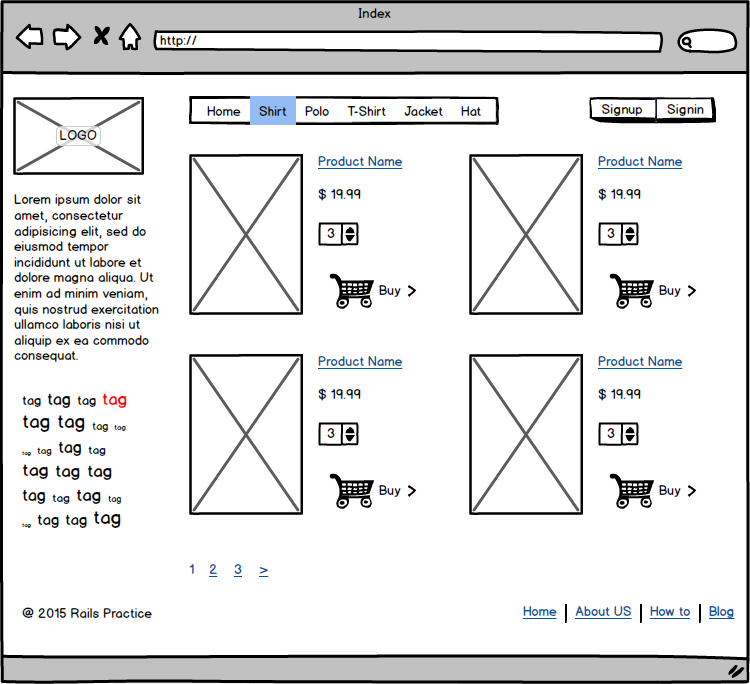 Index
http://
LOGO
Home Shirt Polo T-Shirt Jacket Hat
Signup Signin
Lorem ipsum dolor sit
amet, consectetur
adipisicing elit, sed do
eiusmod tempor
incididunt ut labore et
dolore magna aliqua. Ut
enim ad minim veniam,
quis nostrud exercitation
ullamco laboris nisi ut
aliquip ex ea commodo
consequat.
tag tag tag tag
tag tag tag tag
tag tag tag tag
tag tag tag
tag tag tag tag
tag tag tag tag
Product Name
$ 19.99
3
Buy >
Product Name
$ 19.99
3
Buy >
Product Name
$ 19.99
3
Buy >
Product Name
$ 19.99
3
Buy >
1 2 3 >
@ 2015 Rails Practice
Home | About US | How to | Blog